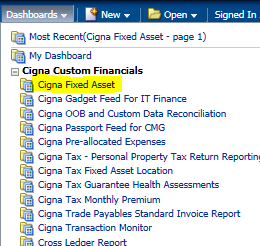 Dashboards New Open Signed In
Most Recent(Cigna Fixed Asset - page 1)
My Dashboard
Cigna Custom Financials
Cigna Fixed Asset
Cigna Gadget Feed For IT Finance
Cigna OOB and Custom Data Reconciliation
Cigna Passport Feed for CMG
Cigna Pre-allocated Expenses
Cigna Tax - Personal Property Tax Return Reporting
Cigna Tax Fixed Asset Location
Cigna Tax Guarantee Health Assessments
Cigna Tax Monthly Premium
Cigna Trade Payables Standard Invoice Report
Cigna Transaction Monitor
Cross Ledger Report